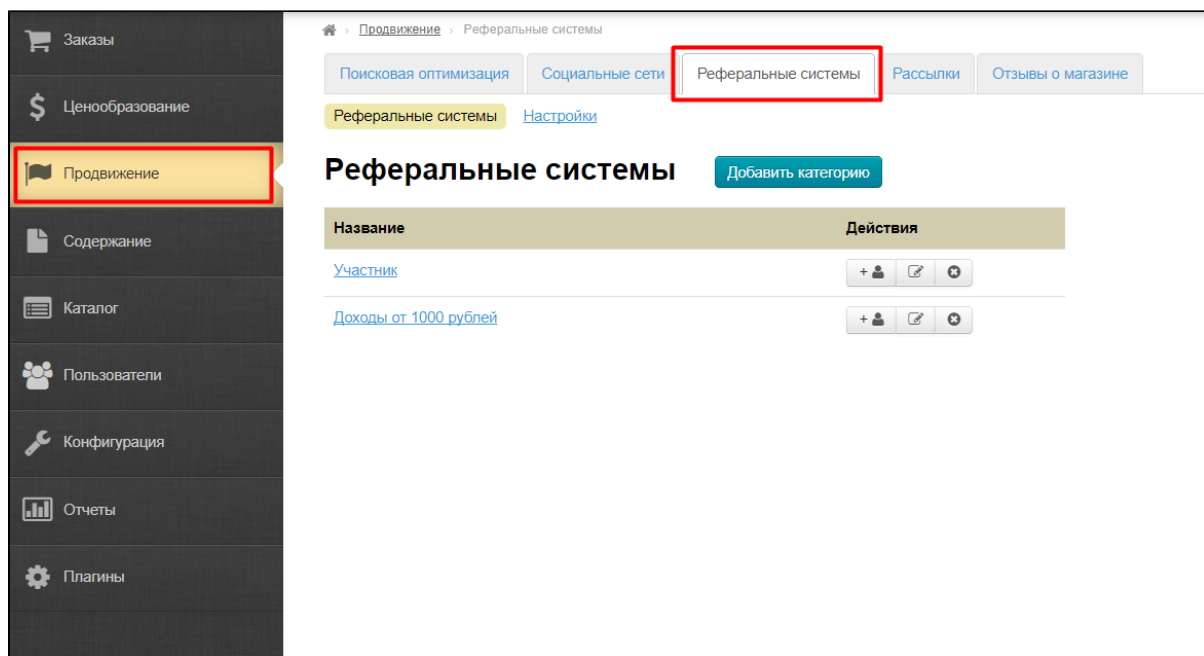 Заказы
Ценообразование
Продвижение
Содержание
Каталог
Пользователи
Конфигурация
Отчеты
Плагины
› Продвижение › Реферальные системы
Поисковая оптимизация Социальные сети Реферальные системы Рассылки Отзывы о магазине
Реферальные системы Настройки
Реферальные системы Добавить категорию
Название Действия
Участник +
Доходы от 1000 рублей +